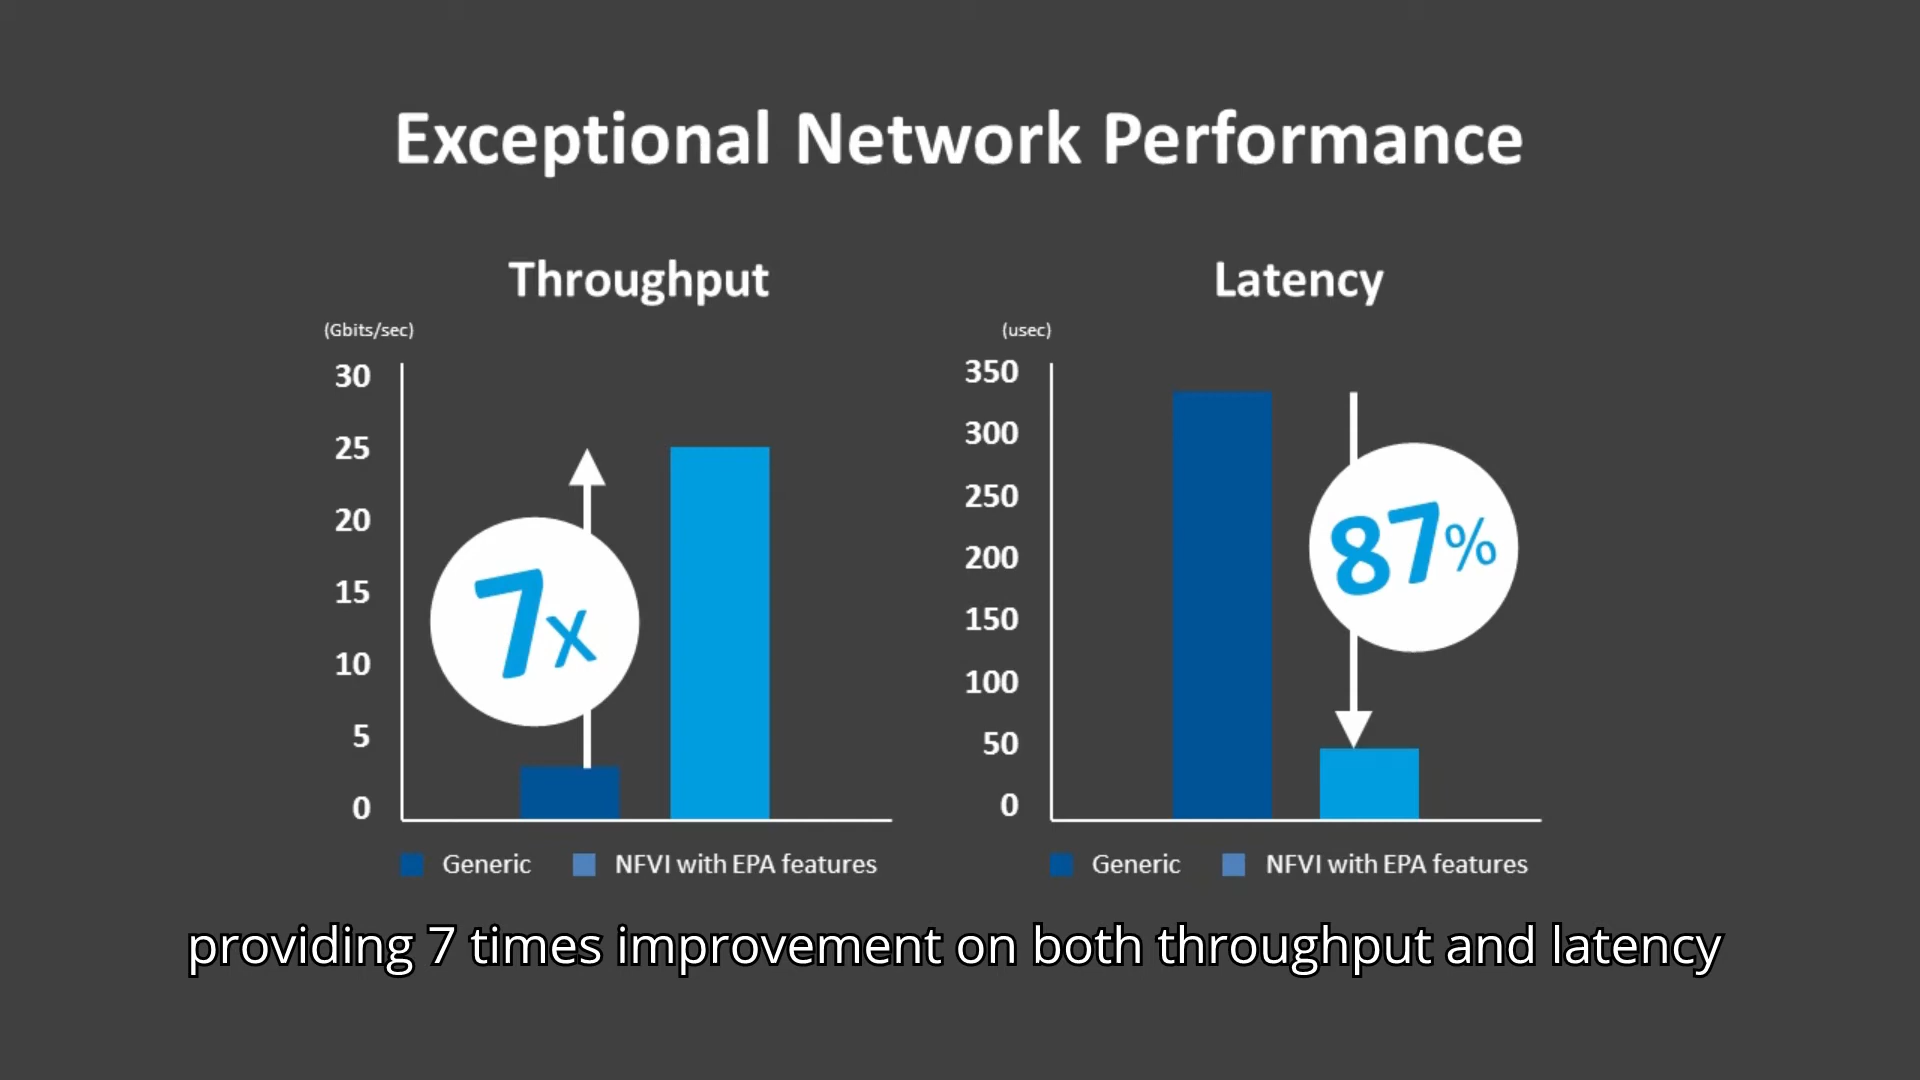 Exceptional Network Performance
Throughput
(Gbits/sec)
30
25
20
15
10
5
0
7x
Generic
NFVI with EPA features
Latency
(usec)
350
300
250
200
150
100
50
0
87%
Generic
NFVI with EPA features
providing 7 times improvement on both throughput and latency